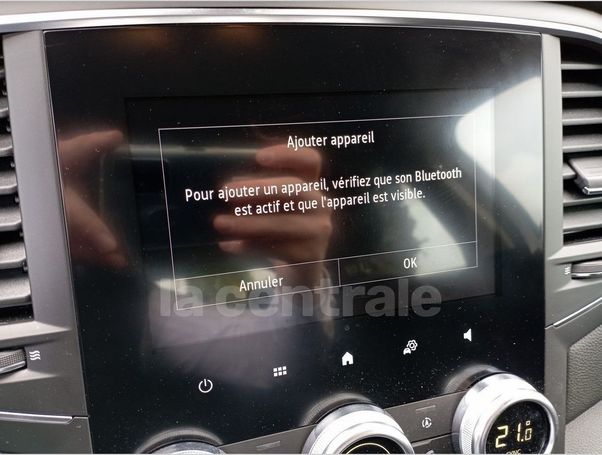 Ajouter appareil
Pour ajouter un appareil, vérifiez que son Bluetooth
est actif et que l'appareil est visible.
Annuler OK
la centrale
21.0
SYNC